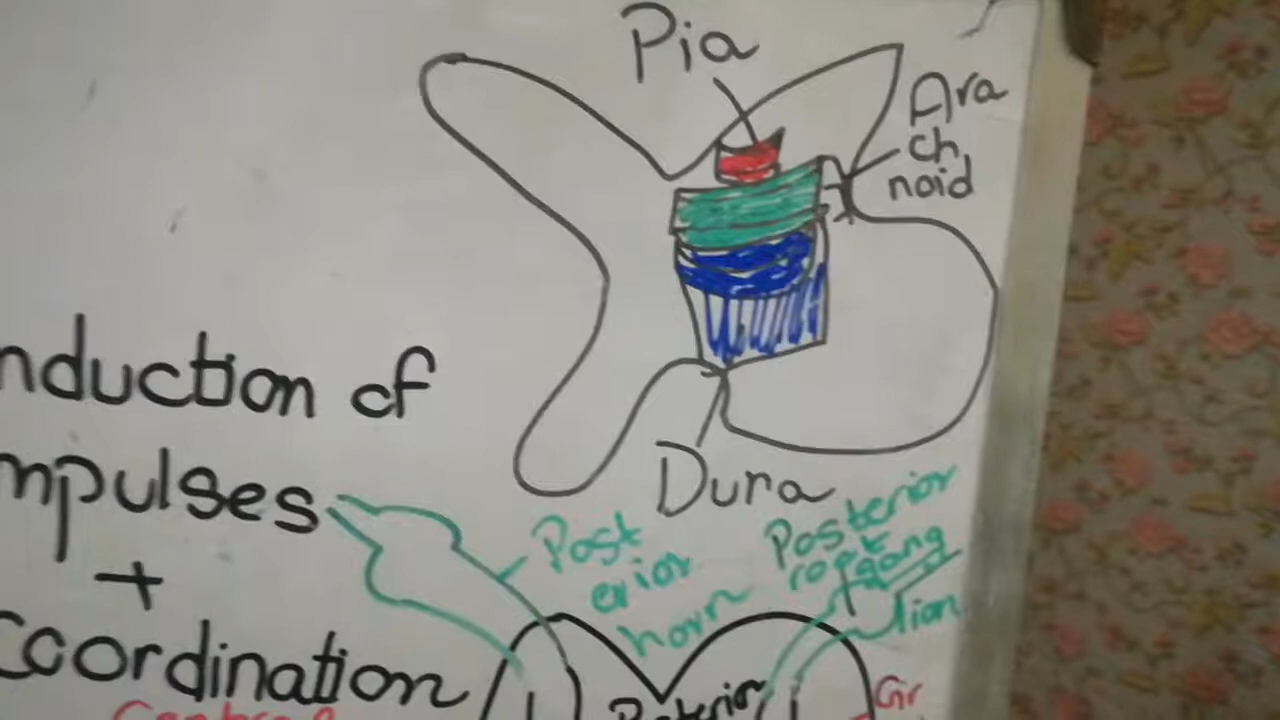 Pia
Ara
ch
noid
nduction of
mpulses
+
Coordination
Dura
Post
erior
horn
Posterior
root
gang
lion